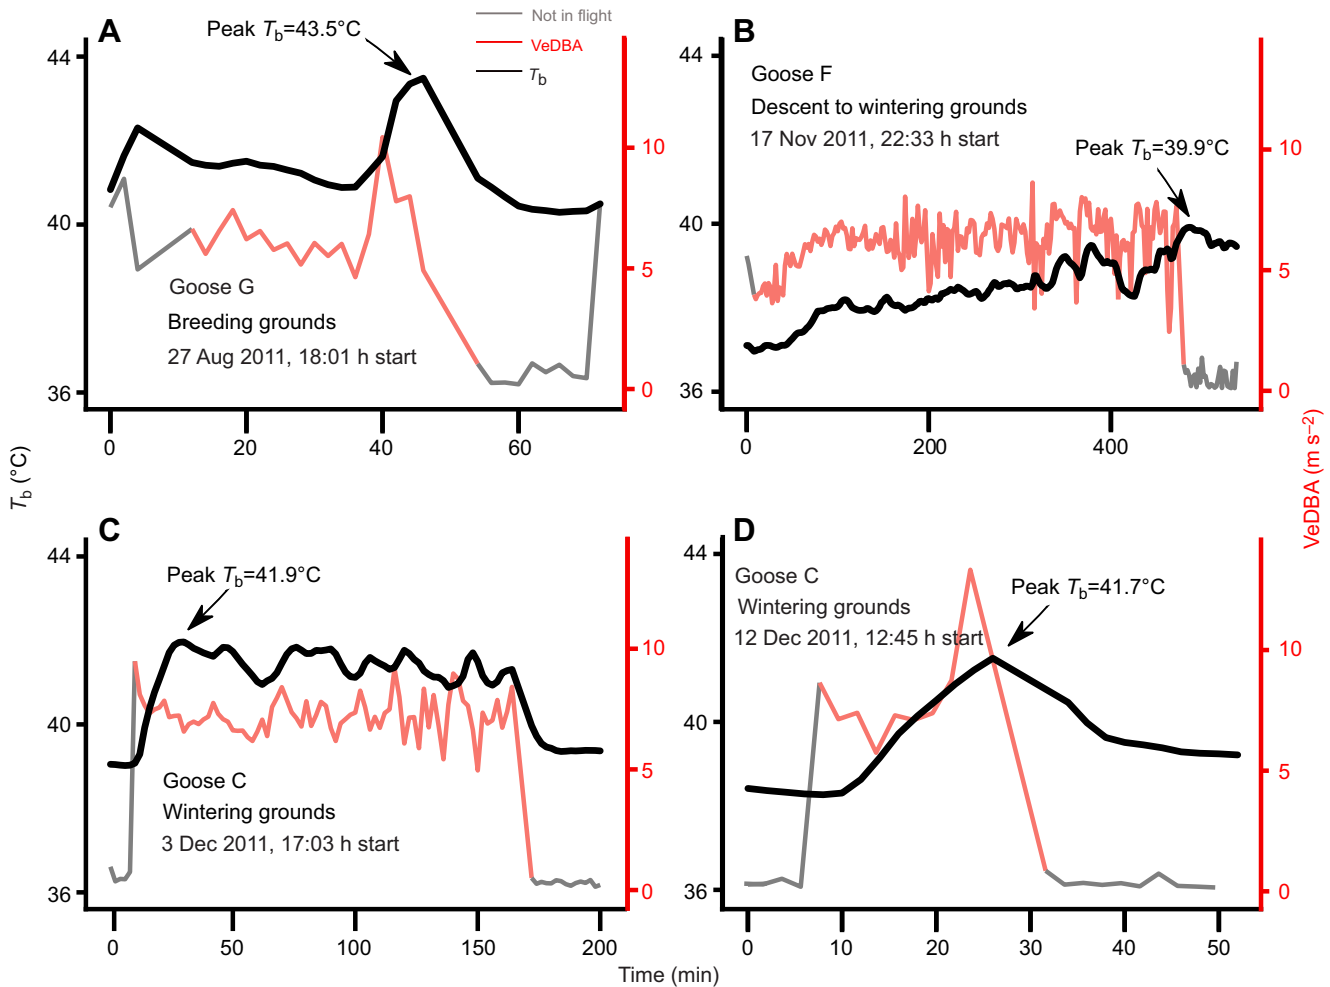 A
Peak Tb=43.5°C
Not in flight
VeDBA
Tb
44
40
36
10
5
0
Goose G
Breeding grounds
27 Aug 2011, 18:01 h start
0
20
40
60
B
Goose F
Descent to wintering grounds
17 Nov 2011, 22:33 h start
Peak Tb=39.9°C
44
40
36
10
5
0
0
200
400
Tb (°C)
VeDBA (m s−2)
C
Peak Tb=41.9°C
44
40
36
10
5
0
Goose C
Wintering grounds
3 Dec 2011, 17:03 h start
0
50
100
150
200
D
Goose C
Wintering grounds
12 Dec 2011, 12:45 h start
Peak Tb=41.7°C
44
40
36
10
5
0
0
10
20
30
40
50
Time (min)